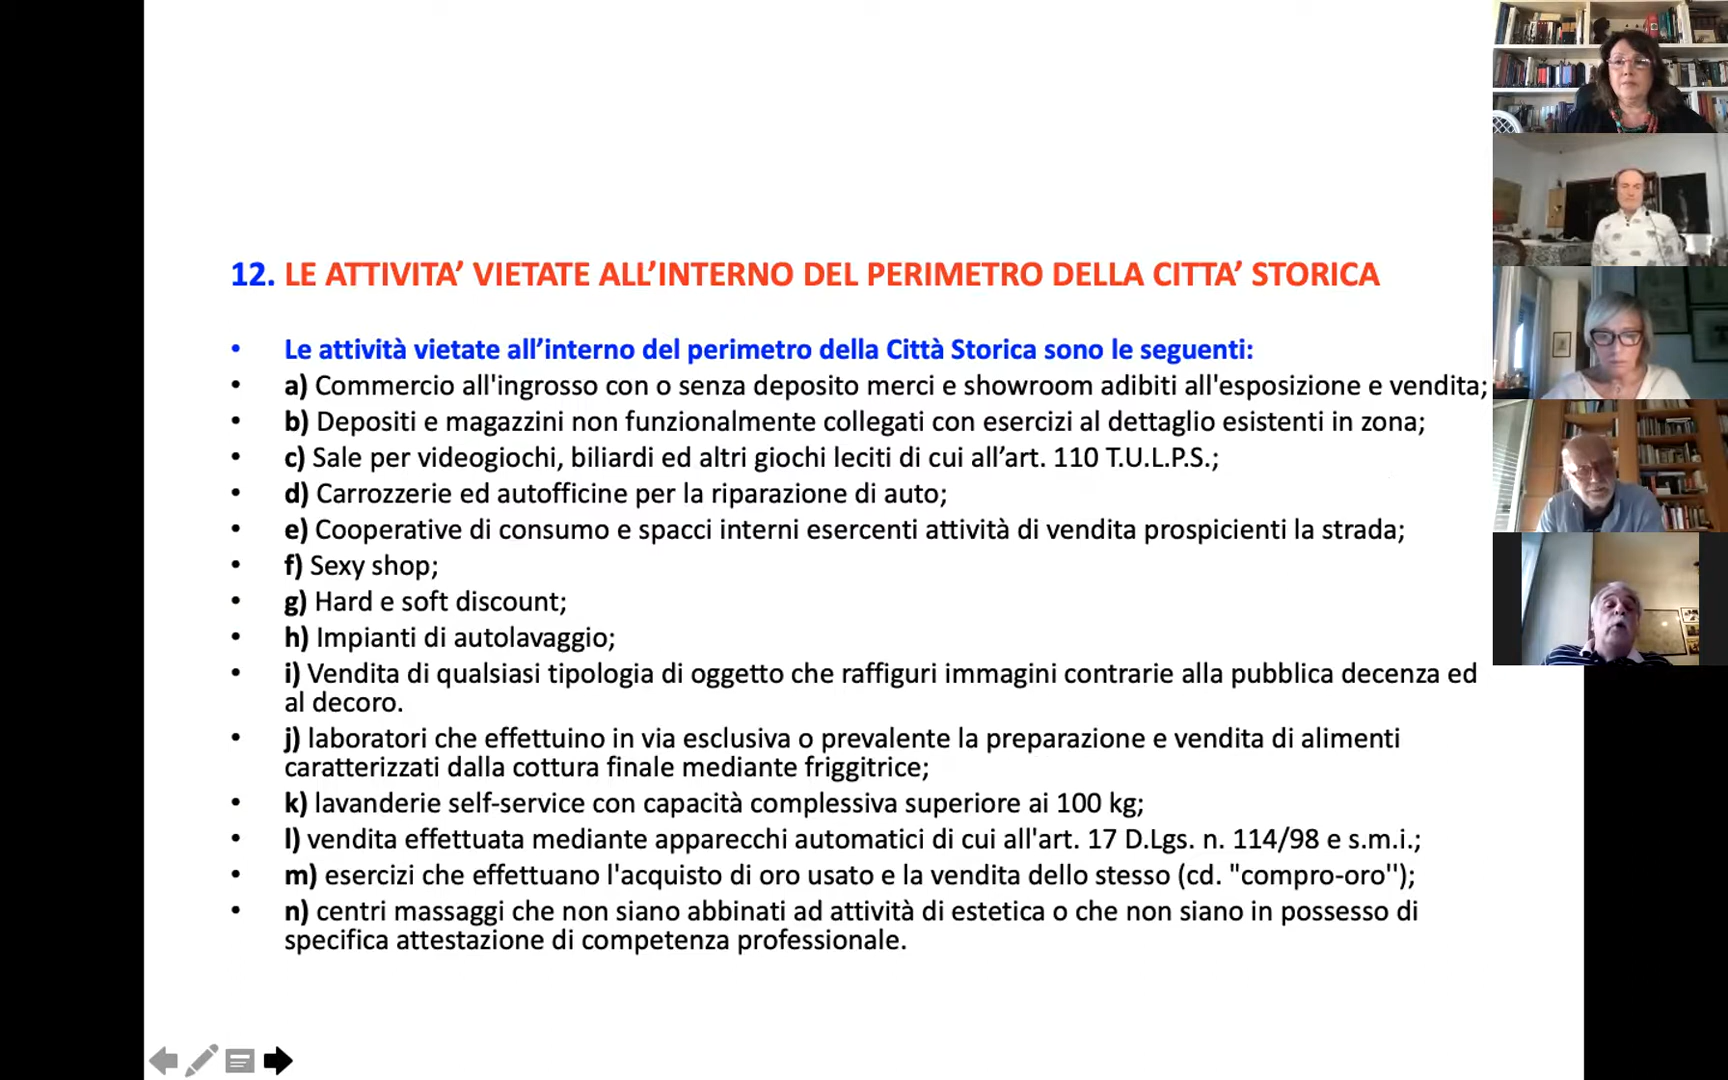 12. LE ATTIVITA’ VIETATE ALL’INTERNO DEL PERIMETRO DELLA CITTA’ STORICA
• Le attività vietate all’interno del perimetro della Città Storica sono le seguenti:
• a) Commercio all'ingrosso con o senza deposito merci e showroom adibiti all'esposizione e vendita;
• b) Depositi e magazzini non funzionalmente collegati con esercizi al dettaglio esistenti in zona;
• c) Sale per videogiochi, biliardi ed altri giochi leciti di cui all’art. 110 T.U.L.P.S.;
• d) Carrozzerie ed autofficine per la riparazione di auto;
• e) Cooperative di consumo e spacci interni esercenti attività di vendita prospicienti la strada;
• f) Sexy shop;
• g) Hard e soft discount;
• h) Impianti di autolavaggio;
• i) Vendita di qualsiasi tipologia di oggetto che raffiguri immagini contrarie alla pubblica decenza ed
al decoro.
• j) laboratori che effettuino in via esclusiva o prevalente la preparazione e vendita di alimenti
caratterizzati dalla cottura finale mediante friggitrice;
• k) lavanderie self-service con capacità complessiva superiore ai 100 kg;
• l) vendita effettuata mediante apparecchi automatici di cui all'art. 17 D.Lgs. n. 114/98 e s.m.i.;
• m) esercizi che effettuano l'acquisto di oro usato e la vendita dello stesso (cd. "compro-oro'');
• n) centri massaggi che non siano abbinati ad attività di estetica o che non siano in possesso di
specifica attestazione di competenza professionale.